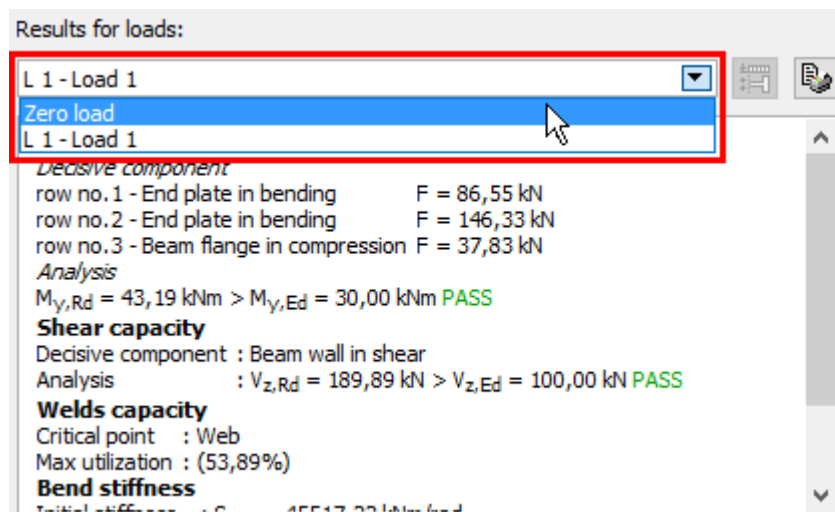 Results for loads:
L 1 - Load 1
Zero load
L 1 - Load 1
Decisive component
row no.1 - End plate in bending F = 86,55 kN
row no.2 - End plate in bending F = 146,33 kN
row no.3 - Beam flange in compression F = 37,83 kN
Analysis
My,Rd = 43,19 kNm > My,Ed = 30,00 kNm PASS
Shear capacity
Decisive component : Beam wall in shear
Analysis : Vz,Rd = 189,89 kN > Vz,Ed = 100,00 kN PASS
Welds capacity
Critical point : Web
Max utilization : (53,89%)
Bend stiffness